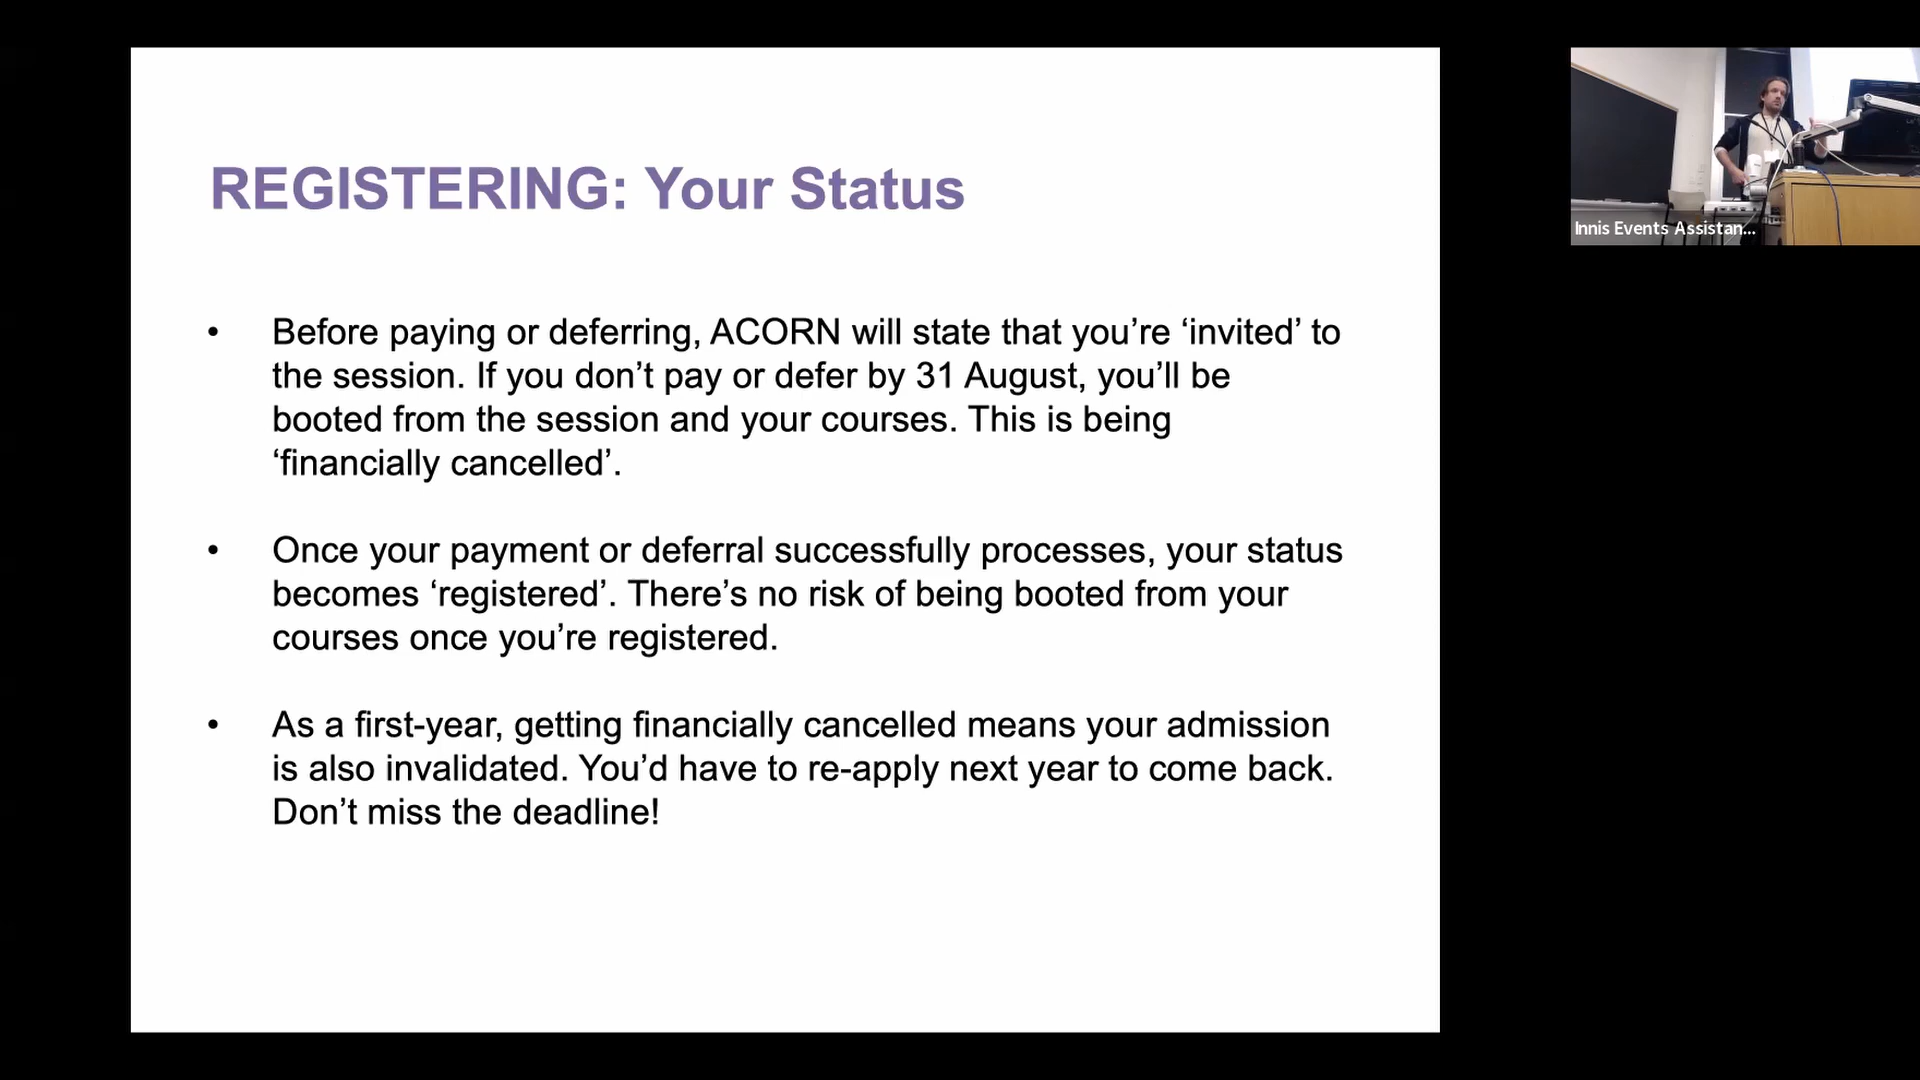 REGISTERING: Your Status
• Before paying or deferring, ACORN will state that you’re ‘invited’ to
the session. If you don’t pay or defer by 31 August, you’ll be
booted from the session and your courses. This is being
‘financially cancelled’.
• Once your payment or deferral successfully processes, your status
becomes ‘registered’. There’s no risk of being booted from your
courses once you’re registered.
• As a first-year, getting financially cancelled means your admission
is also invalidated. You’d have to re-apply next year to come back.
Don’t miss the deadline!
Innis Events Assistan...